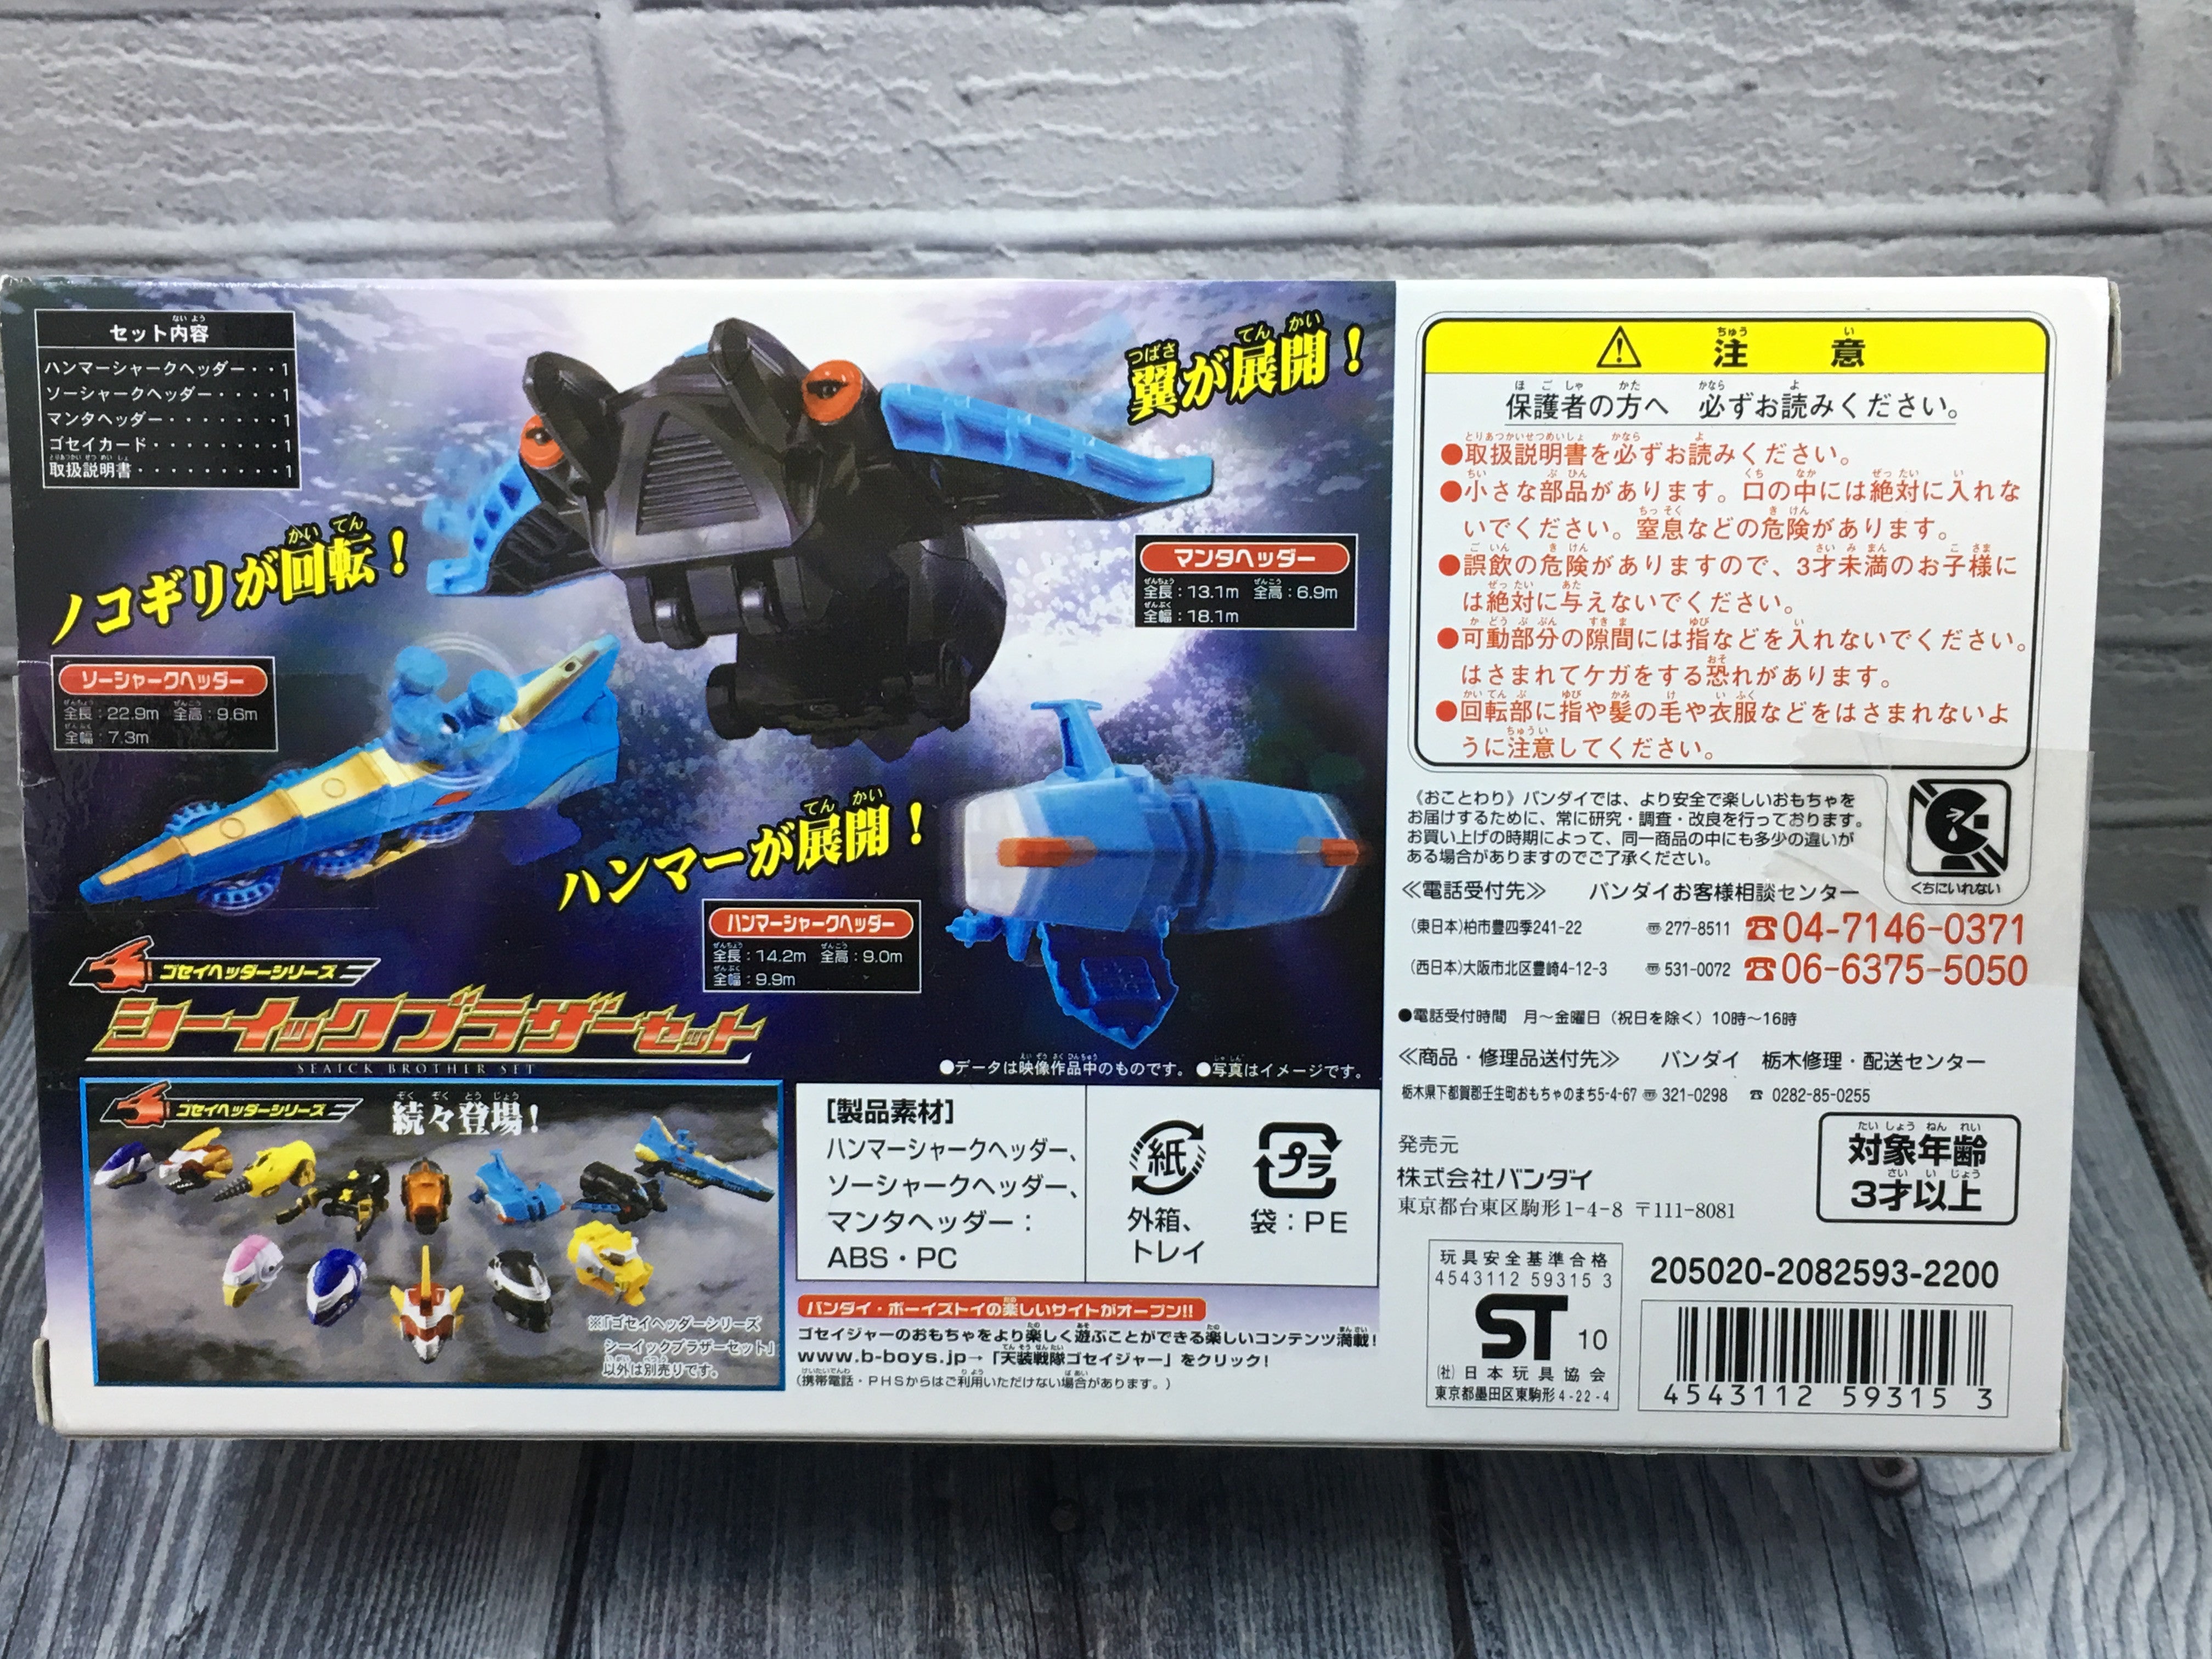 セット内容
ハンマーシャークヘッダー・・1
ソーシャークヘッダー・・・・1
マンタヘッダー・・・・・・・1
ゴセイカード・・・・・・・・1
取扱説明書・・・・・・・・・1
翼が展開！
マンタヘッダー
全長：13.1m 全高：6.9m
全幅：18.1m
ノコギリが回転！
ソーシャークヘッダー
全長：22.9m 全高：9.6m
全幅：7.3m
ハンマーが展開！
ハンマーシャークヘッダー
全長：14.2m 全高：9.0m
全幅：9.9m
ゴセイヘッダーシリーズ
シーイックブラザーセット
SEAICK BROTHER SET
●データは映像作品中のものです。 ●写真はイメージです。
ゴセイヘッダーシリーズ
続々登場！
※「ゴセイヘッダーシリーズ
シーイックブラザーセット」
以外は別売りです。
[製品素材]
ハンマーシャークヘッダー、
ソーシャークヘッダー、
マンタヘッダー：
ABS・PC
紙
外箱、
トレイ
プラ
袋：PE
バンダイ・ボーイズトイの楽しいサイトがオープン!!
ゴセイジャーのおもちゃをより楽しく遊ぶことができる楽しいコンテンツ満載！
www.b-boys.jp→「天装戦隊ゴセイジャー」をクリック！
（携帯電話・PHSからはご利用いただけない場合があります。）
注意
保護者の方へ 必ずお読みください。
●取扱説明書を必ずお読みください。
●小さな部品があります。口の中には絶対に入れな
いでください。窒息などの危険があります。
●誤飲の危険がありますので、3才未満のお子様に
は絶対に与えないでください。
●可動部分の隙間には指などを入れないでください。
はさまれてケガをする恐れがあります。
●回転部に指や髪の毛や衣服などをはさまれないよ
うに注意してください。
《おことわり》バンダイでは、より安全で楽しいおもちゃを
お届けするために、常に研究・調査・改良を行っております。
お買い上げの時期によって、同一商品の中にも多少の違いが
ある場合がありますのでご了承ください。
くちにいれない
≪電話受付先≫ バンダイお客様相談センター
(東日本)柏市豊四季241-22 〠277-8511 ☎04-7146-0371
(西日本)大阪市北区豊崎4-12-3 〠531-0072 ☎06-6375-5050
●電話受付時間 月〜金曜日（祝日を除く）10時〜16時
≪商品・修理品送付先≫ バンダイ 栃木修理・配送センター
栃木県下都賀郡壬生町おもちゃのまち5-4-67 〠321-0298 ☎ 0282-85-0255
発売元
株式会社バンダイ
東京都台東区駒形1-4-8 〒111-8081
対象年齢
3才以上
玩具安全基準合格
4543112 59315 3
ST 10
(社)日本玩具協会
東京都墨田区東駒形4-22-4
205020-2082593-2200
4543112 59315 3